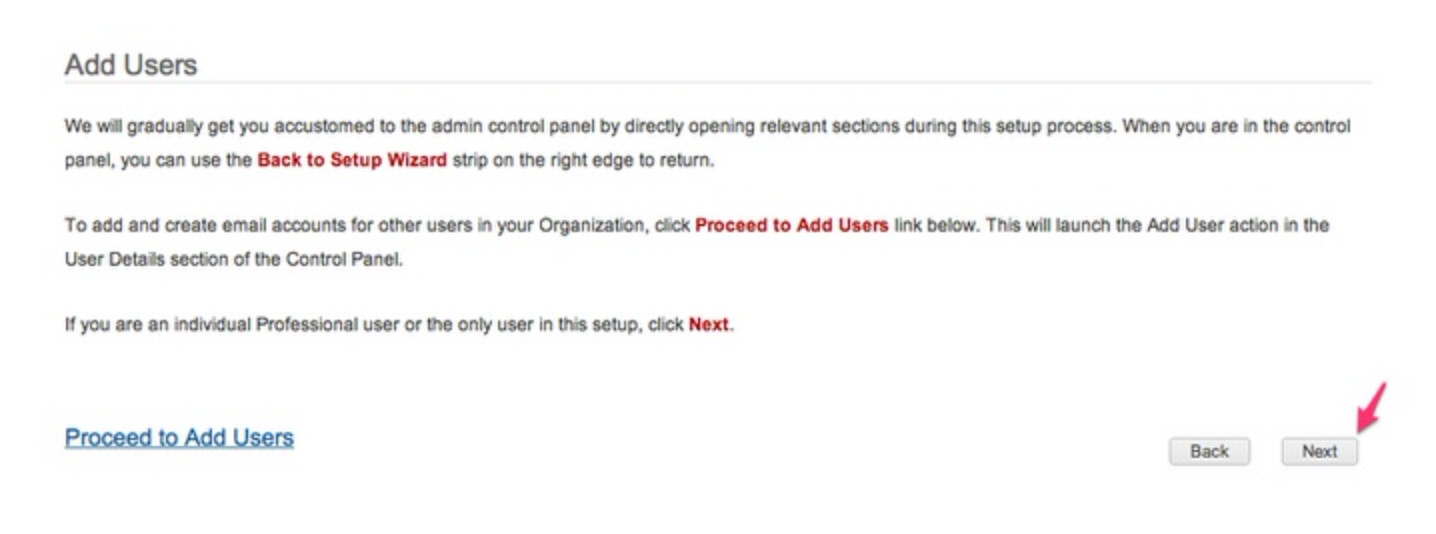 Add Users
We will gradually get you accustomed to the admin control panel by directly opening relevant sections during this setup process. When you are in the control
panel, you can use the Back to Setup Wizard strip on the right edge to return.
To add and create email accounts for other users in your Organization, click Proceed to Add Users link below. This will launch the Add User action in the
User Details section of the Control Panel.
If you are an individual Professional user or the only user in this setup, click Next.
Proceed to Add Users
Back
Next